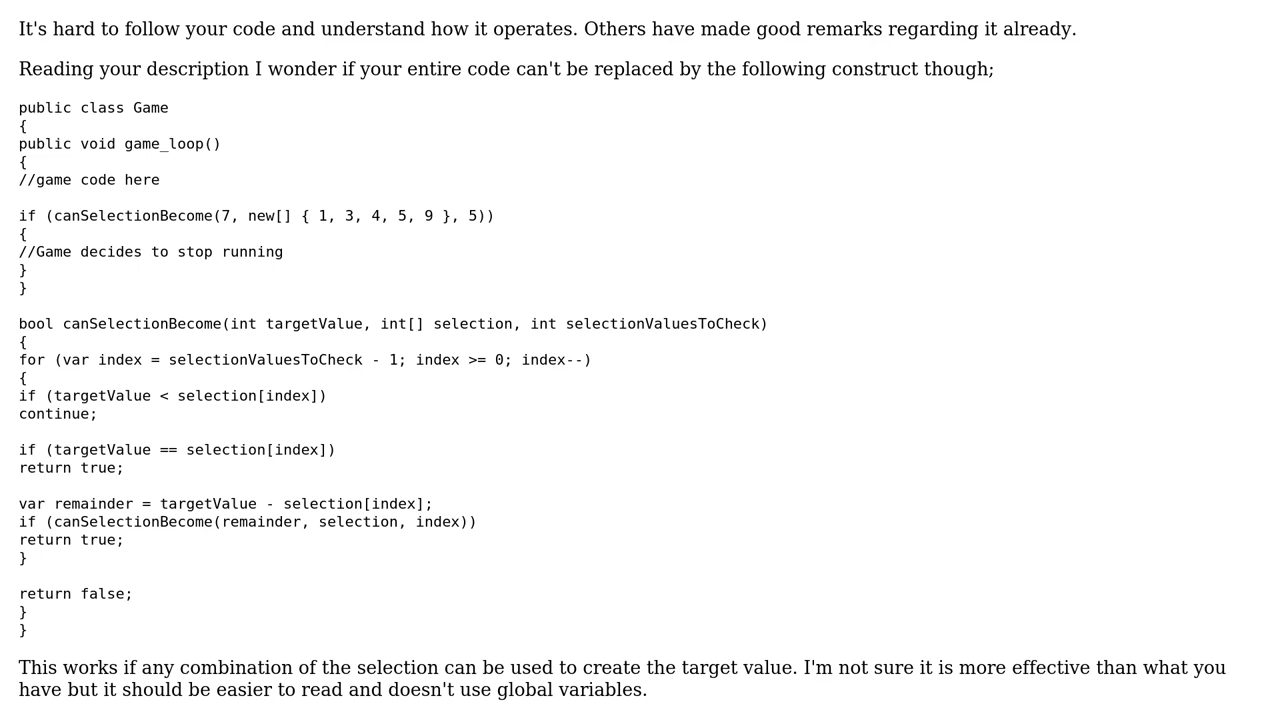 It's hard to follow your code and understand how it operates. Others have made good remarks regarding it already.
Reading your description I wonder if your entire code can't be replaced by the following construct though;
public class Game
{
public void game_loop()
{
//game code here
if (canSelectionBecome(7, new[] { 1, 3, 4, 5, 9 }, 5))
{
//Game decides to stop running
}
}
bool canSelectionBecome(int targetValue, int[] selection, int selectionValuesToCheck)
{
for (var index = selectionValuesToCheck - 1; index >= 0; index--)
{
if (targetValue < selection[index])
continue;
if (targetValue == selection[index])
return true;
var remainder = targetValue - selection[index];
if (canSelectionBecome(remainder, selection, index))
return true;
}
return false;
}
}
This works if any combination of the selection can be used to create the target value. I'm not sure it is more effective than what you
have but it should be easier to read and doesn't use global variables.